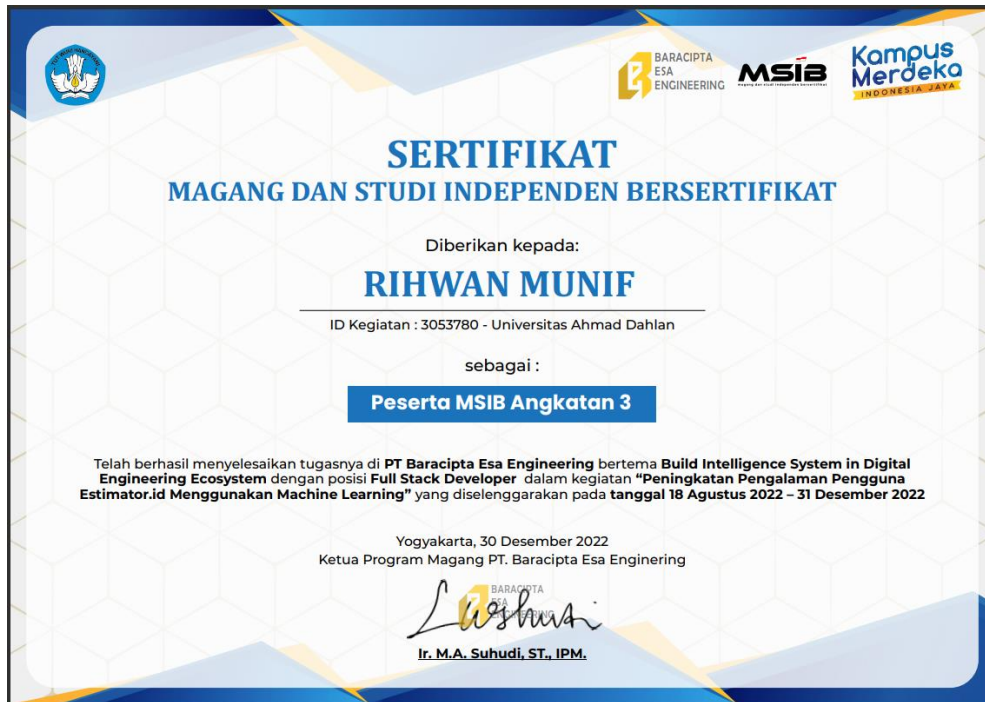 BARACIPTA
ESA
ENGINEERING
MSIB
Kampus
Merdeka
INDONESIA JAYA
SERTIFIKAT
MAGANG DAN STUDI INDEPENDEN BERSERTIFIKAT
Diberikan kepada:
RIHWAN MUNIF
ID Kegiatan : 3053780 - Universitas Ahmad Dahlan
sebagai :
Peserta MSIB Angkatan 3
Telah berhasil menyelesaikan tugasnya di PT Baracipta Esa Engineering bertema Build Intelligence System in Digital
Engineering Ecosystem dengan posisi Full Stack Developer dalam kegiatan “Peningkatan Pengalaman Pengguna
Estimator.id Menggunakan Machine Learning” yang diselenggarakan pada tanggal 18 Agustus 2022 – 31 Desember 2022
Yogyakarta, 30 Desember 2022
Ketua Program Magang PT. Baracipta Esa Enginering
BARACIPTA
ESA
ENGINEERING
Ir. M.A. Suhudi, ST., IPM.